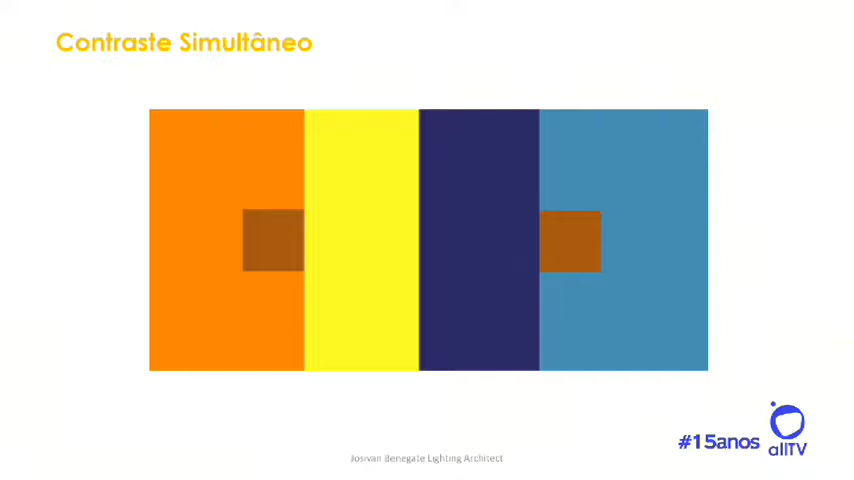 Contraste Simultâneo
#15anos
allTV
Josivan Benegate Lighting Architect